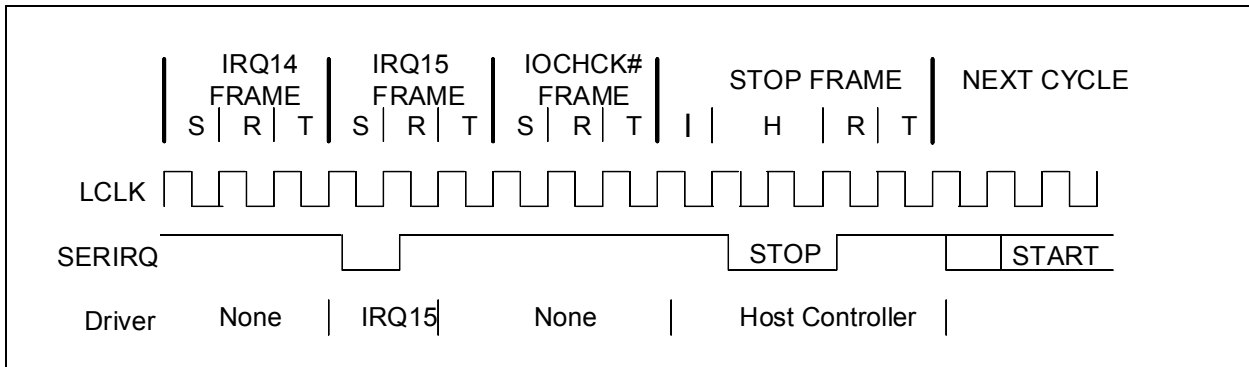 IRQ14 FRAME
IRQ15 FRAME
IOCHCK# FRAME
STOP FRAME
NEXT CYCLE
S R T S R T S R T I H R T
LCLK
SERIRQ STOP START
Driver None IRQ15 None Host Controller